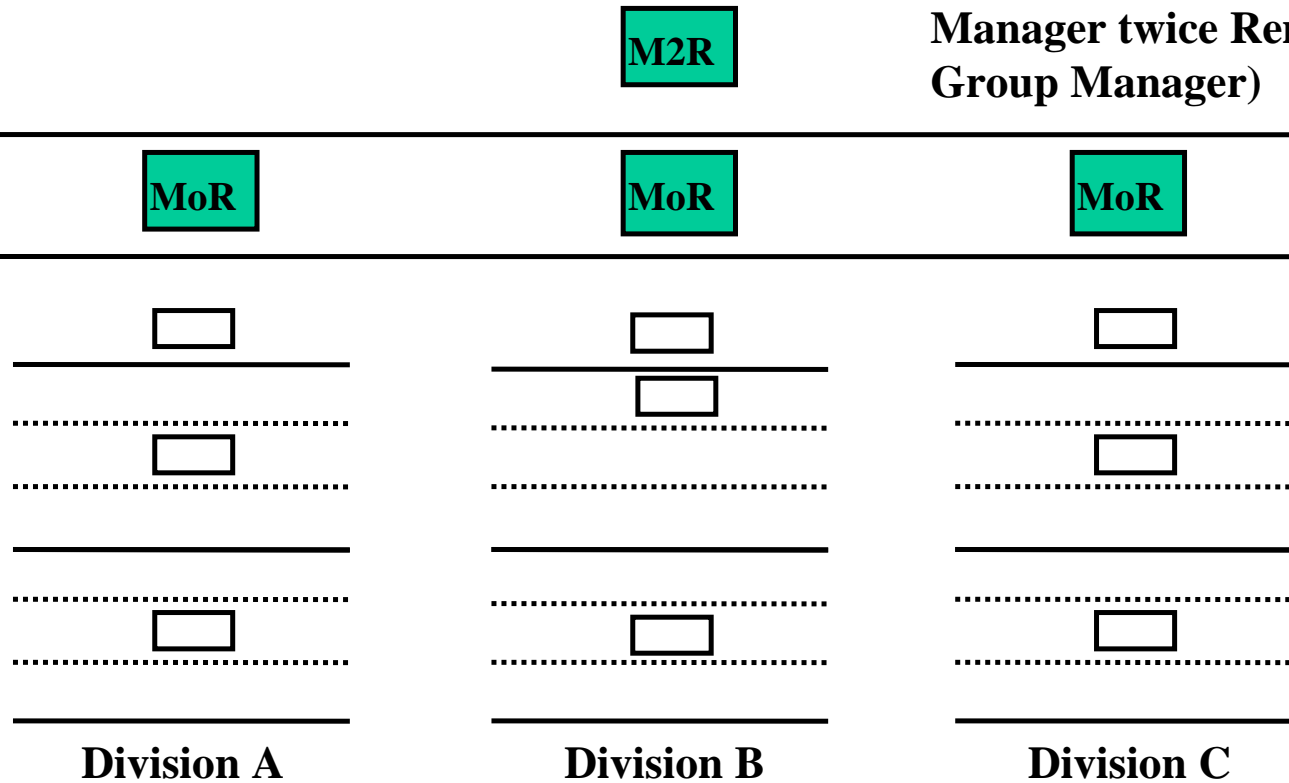 M2R
Manager twice
Group Manager)
MoR MoR MoR
Division A Division B Division C